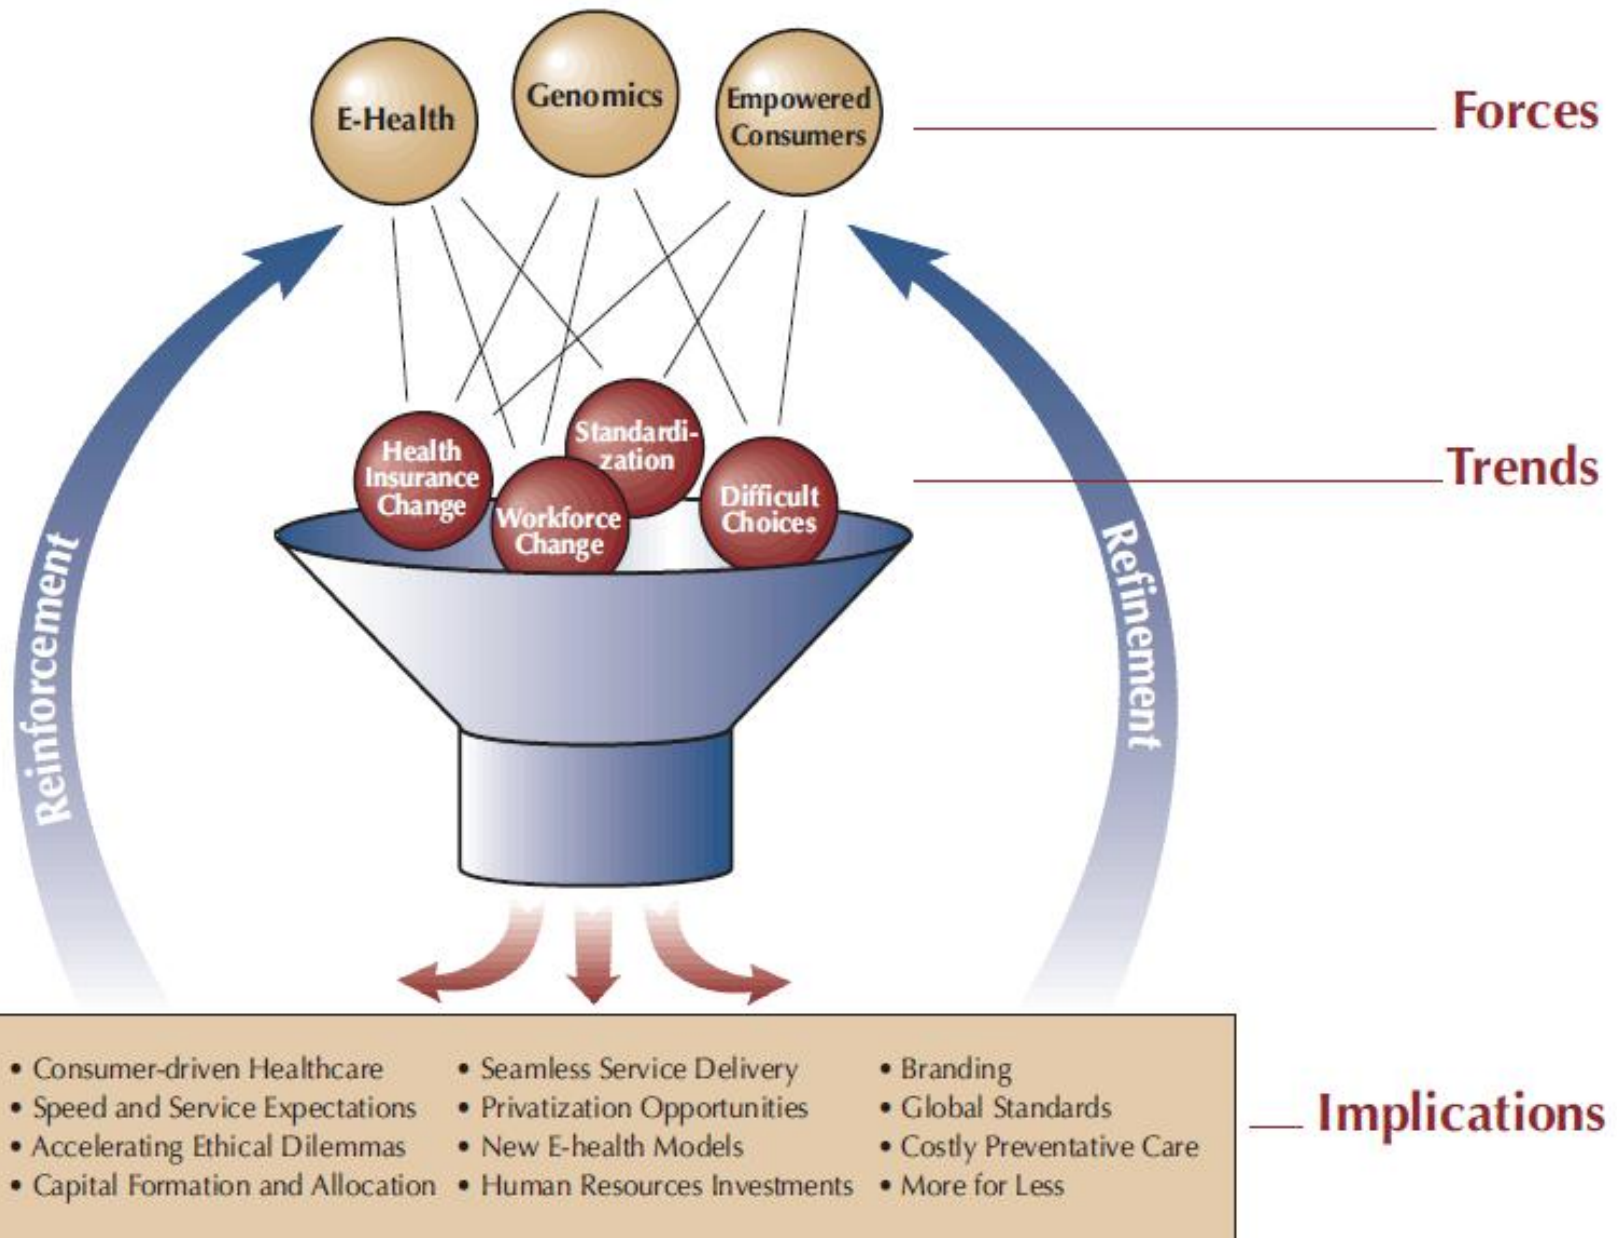 E-Health
Genomics
Empowered
Consumers
Forces
Health
Insurance
Change
Workforce
Change
Standardi-
zation
Difficult
Choices
Trends
Reinforcement
Refinement
• Consumer-driven Healthcare
• Speed and Service Expectations
• Accelerating Ethical Dilemmas
• Capital Formation and Allocation
• Seamless Service Delivery
• Privatization Opportunities
• New E-health Models
• Human Resources Investments
• Branding
• Global Standards
• Costly Preventative Care
• More for Less
Implications